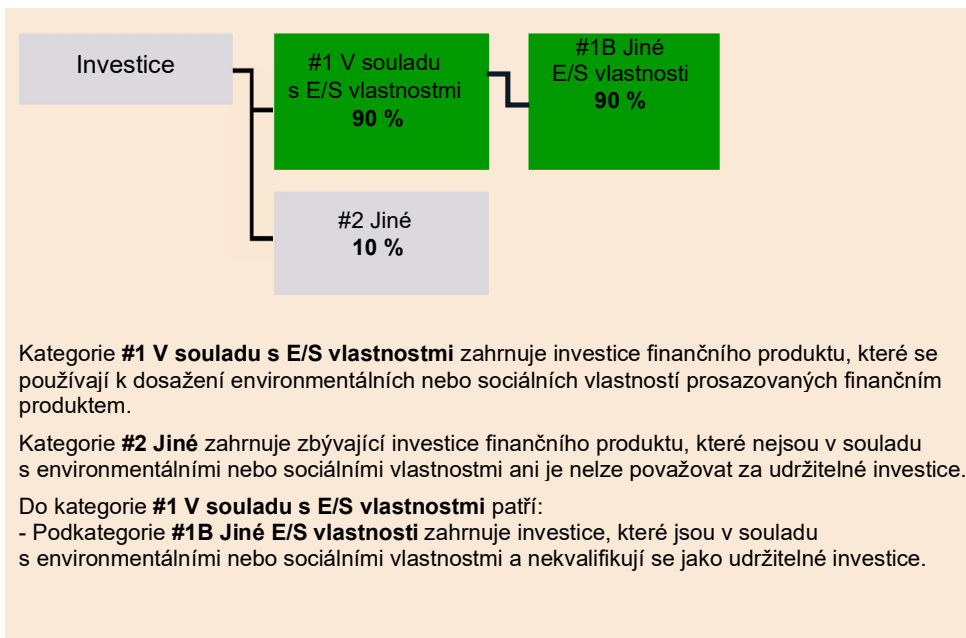 Investice
#1 V souladu
s E/S vlastnostmi
90 %
#1B Jiné
E/S vlastnosti
90 %
#2 Jiné
10 %
Kategorie #1 V souladu s E/S vlastnostmi zahrnuje investice finančního produktu, které se
používají k dosažení environmentálních nebo sociálních vlastností prosazovaných finančním
produktem.
Kategorie #2 Jiné zahrnuje zbývající investice finančního produktu, které nejsou v souladu
s environmentálními nebo sociálními vlastnostmi ani je nelze považovat za udržitelné investice.
Do kategorie #1 V souladu s E/S vlastnostmi patří:
- Podkategorie #1B Jiné E/S vlastnosti zahrnuje investice, které jsou v souladu
s environmentálními nebo sociálními vlastnostmi a nekvalifikují se jako udržitelné investice.